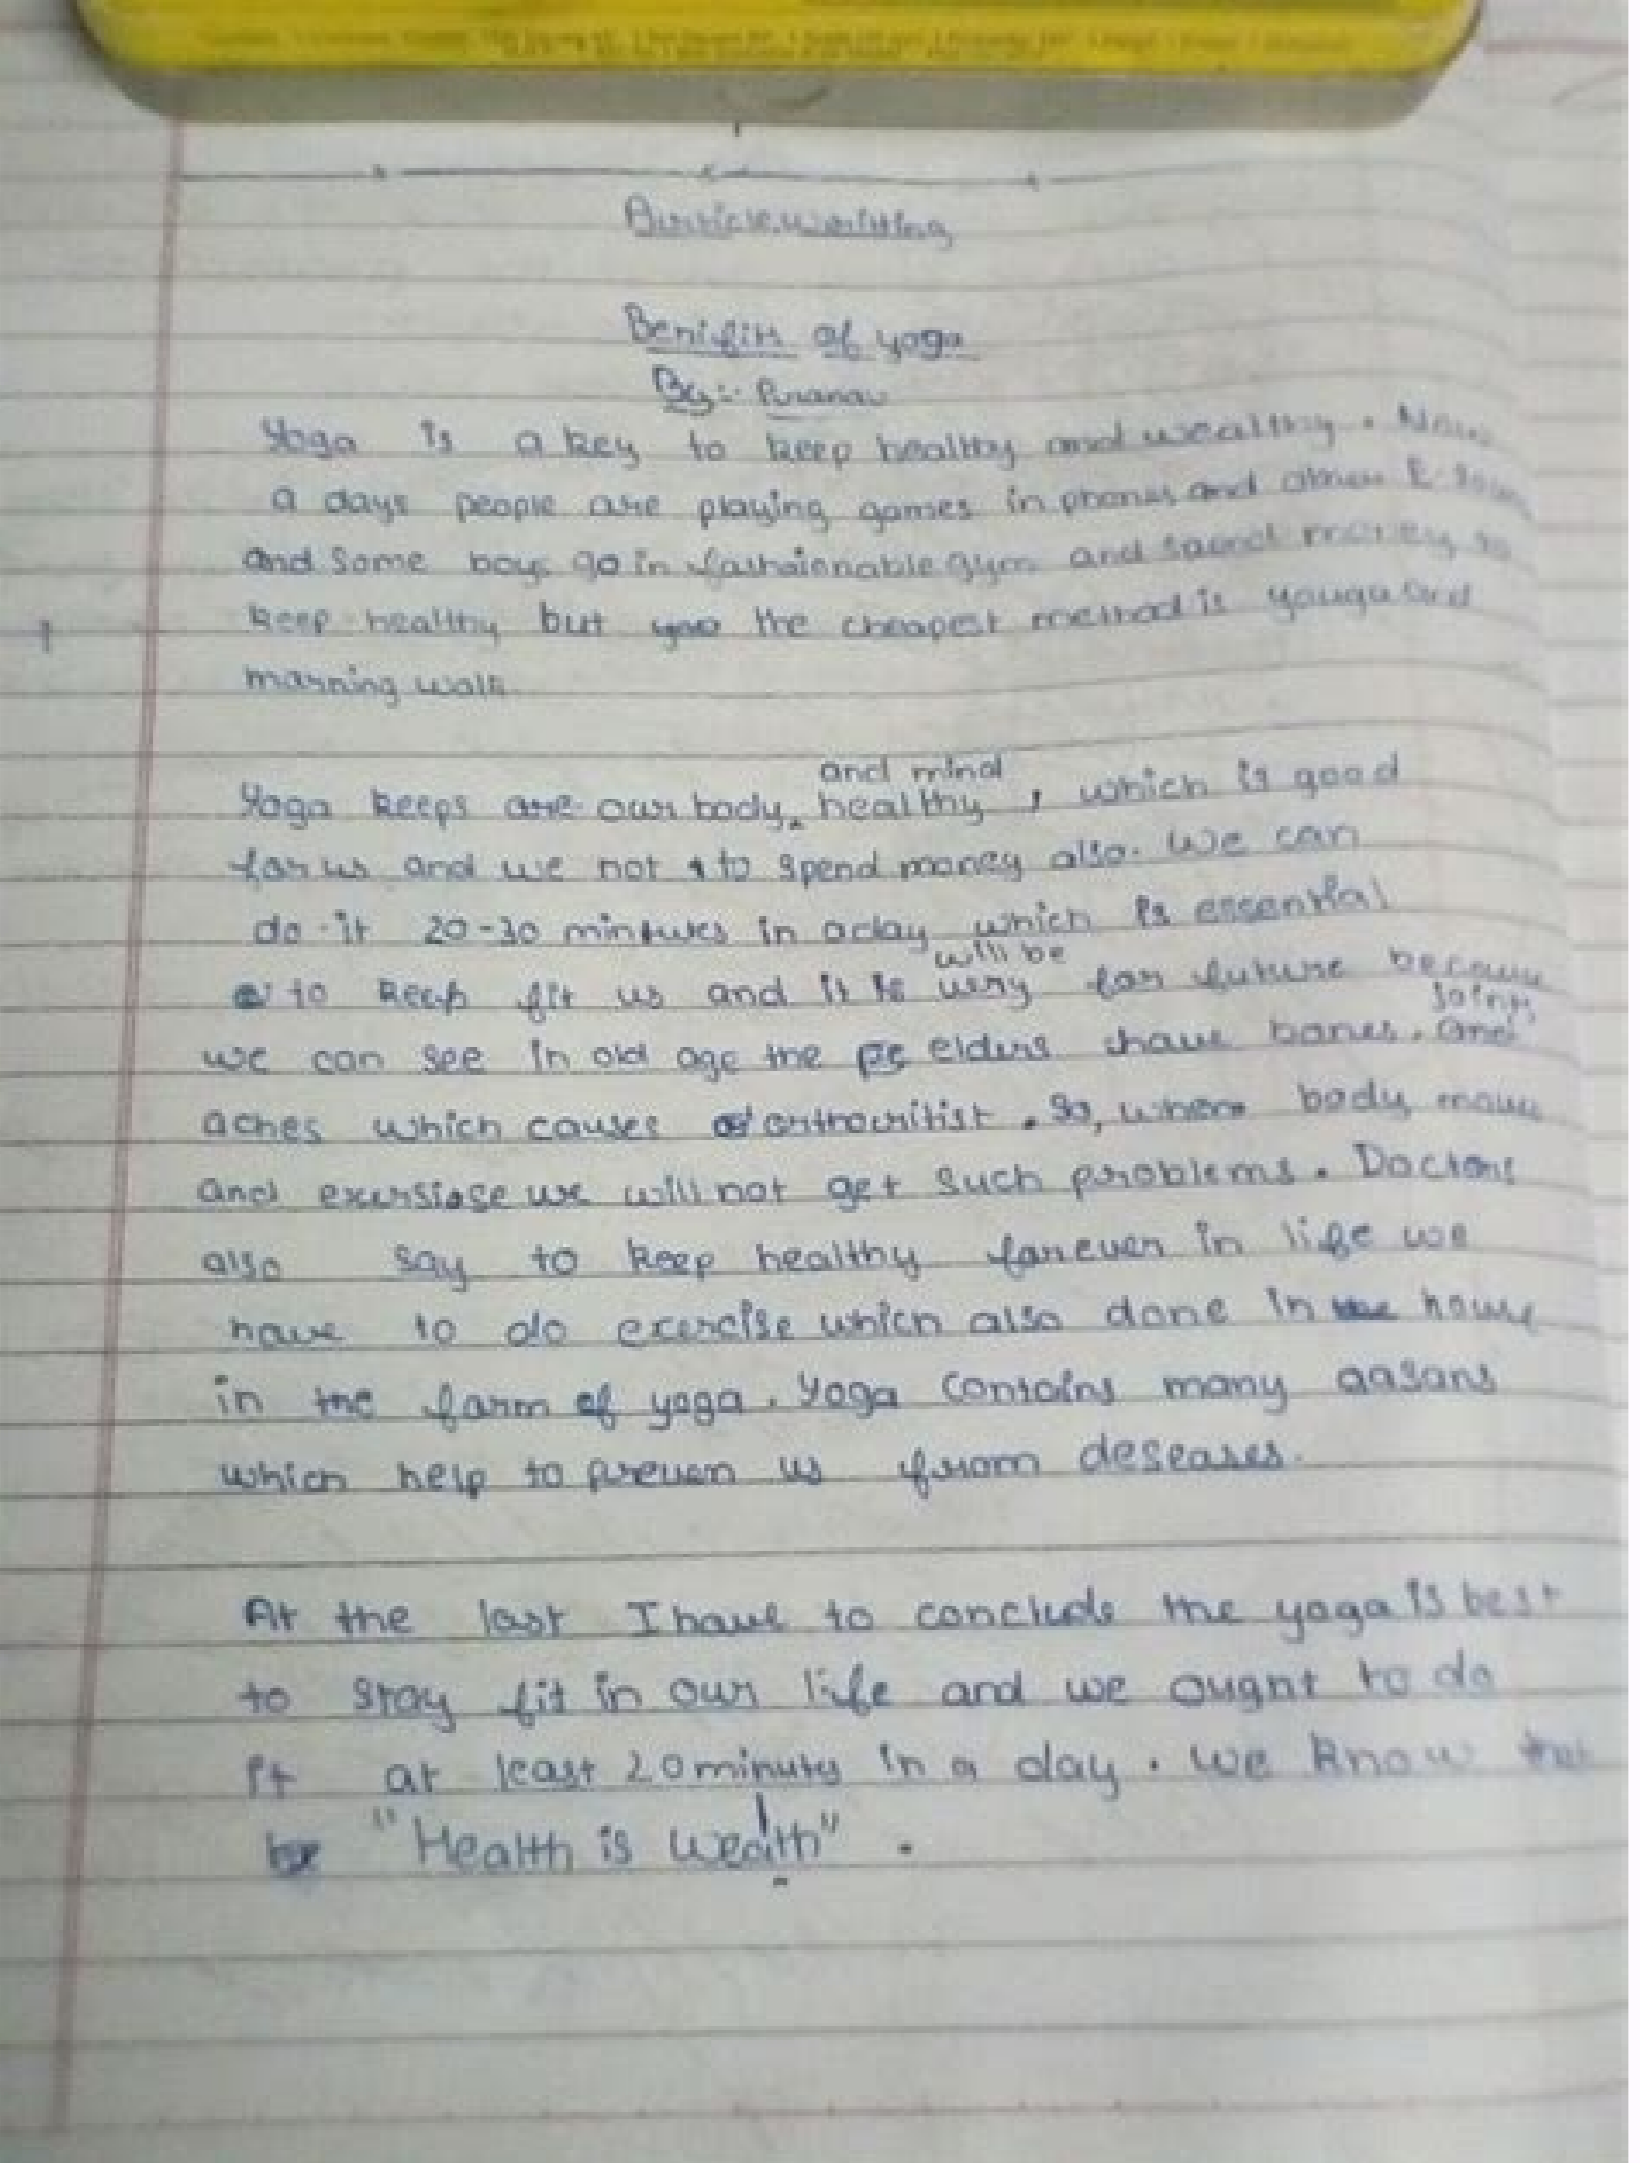 Article writing
Benifits of yoga
By:- Pranav
Yoga is a key to keep healthy and wealthy. Now
a days people are playing games in phones and other E-
and some boys go in fashaionable gym and spend money to
keep healthy but the cheapest method is youga and
morning walk
and mind
Yoga keeps our body healthy, which is good
for us and we not to spend money also. We can
do it 20-30 mintutes in a day which is essential
will be
to keep fit us and it very for future because
joints
we can see in old age the elders have bones, and
aches which causes orthocritist. So, when body move
and exersiose we will not get such problems. Doctors
also say to keep healthy forever in life we
have to do exercise which also done in house
in the form of yoga. Yoga contains many aasans
which help to preven us from deseases.
At the last I have to conclude the yoga is best
to stay fit in our life and we ought to do
it at least 20 minutes in a day. We know that
"Health is wealth".